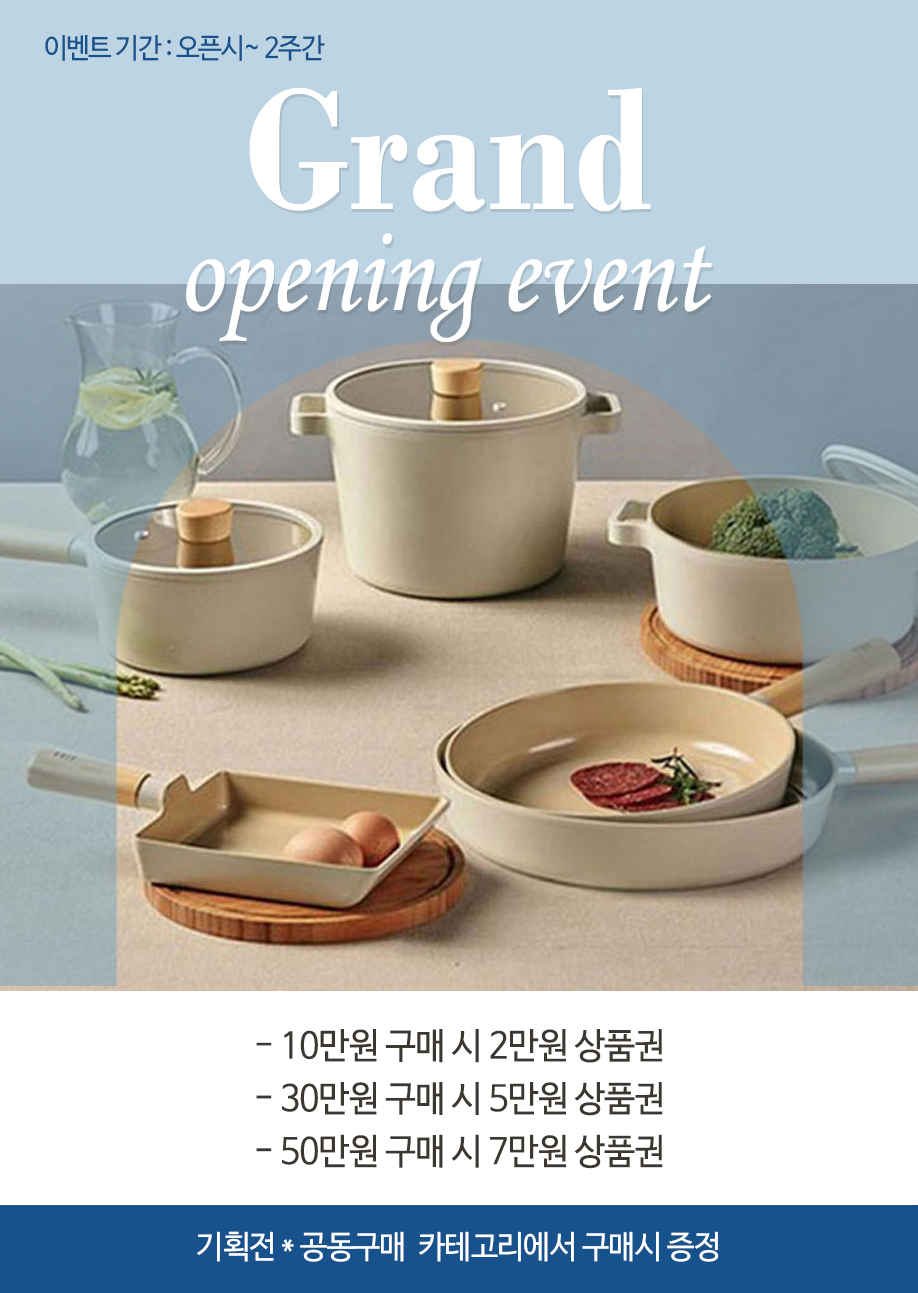 이벤트 기간 : 오픈시~ 2주간
Grand
opening event
- 10만원 구매 시 2만원 상품권
- 30만원 구매 시 5만원 상품권
- 50만원 구매 시 7만원 상품권
기획전 * 공동구매 카테고리에서 구매시 증정